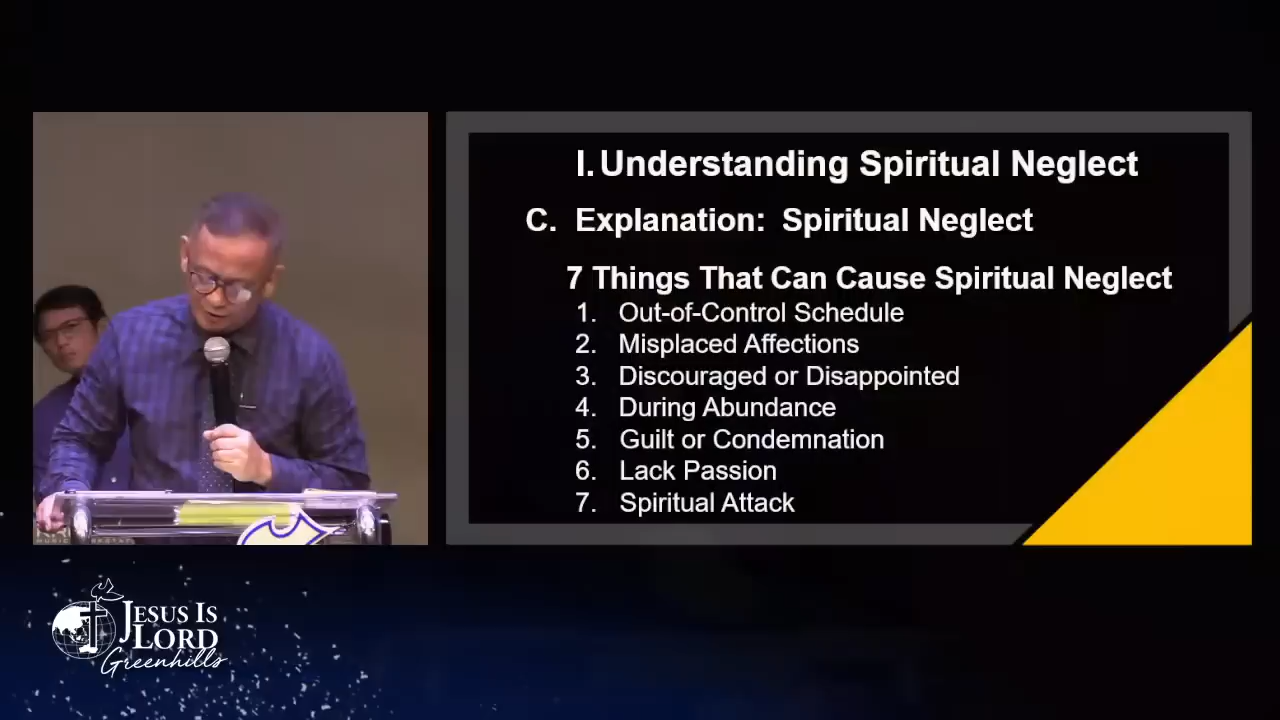 I. Understanding Spiritual Neglect
C. Explanation: Spiritual Neglect
7 Things That Can Cause Spiritual Neglect
1. Out-of-Control Schedule
2. Misplaced Affections
3. Discouraged or Disappointed
4. During Abundance
5. Guilt or Condemnation
6. Lack Passion
7. Spiritual Attack
JESUS IS
LORD
Greenhills